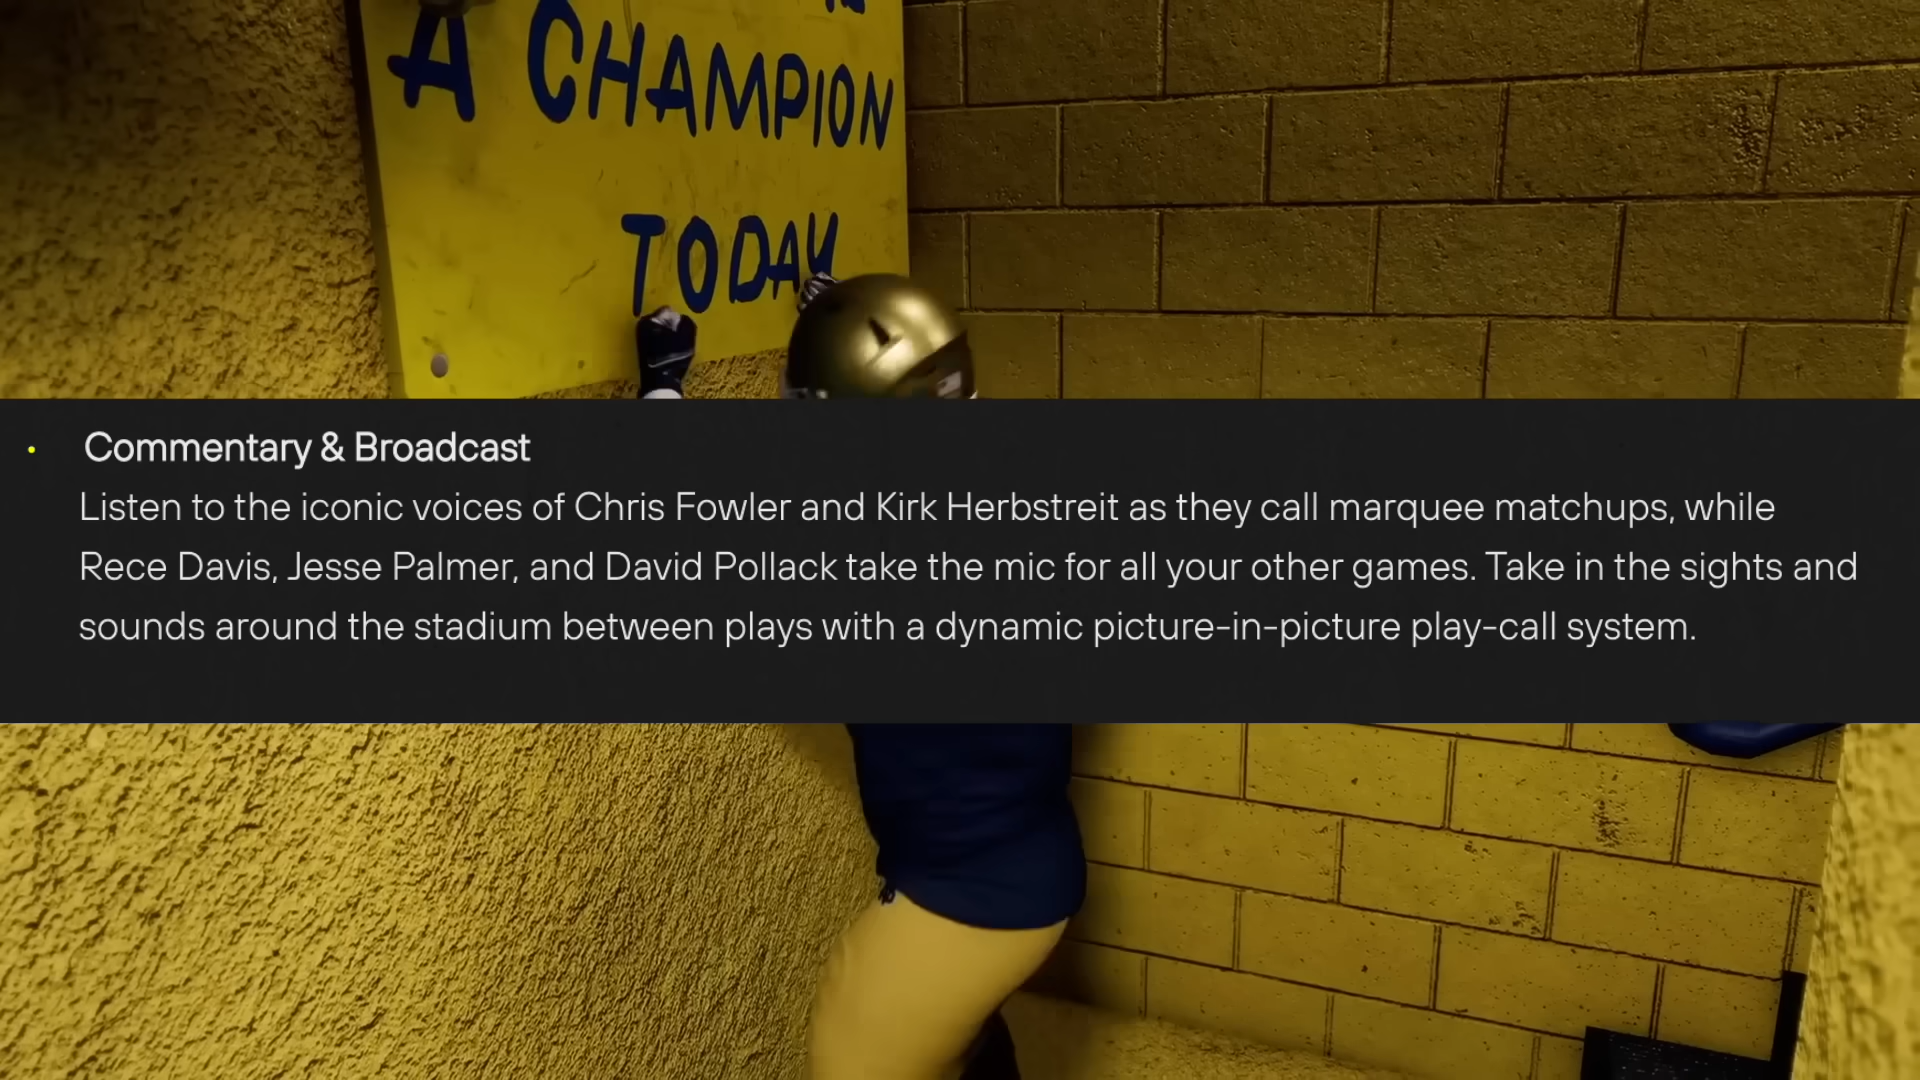 A CHAMPION
TODAY
Commentary & Broadcast
Listen to the iconic voices of Chris Fowler and Kirk Herbstreit as they call marquee matchups, while
Rece Davis, Jesse Palmer, and David Pollack take the mic for all your other games. Take in the sights and
sounds around the stadium between plays with a dynamic picture-in-picture play-call system.